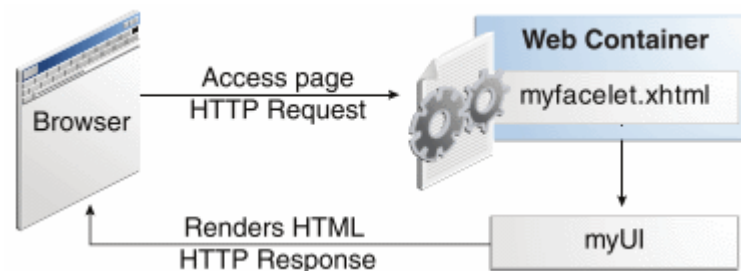 Browser
Access page
HTTP Request
Web Container
myfacelet.xhtml
myUI
Renders HTML
HTTP Response